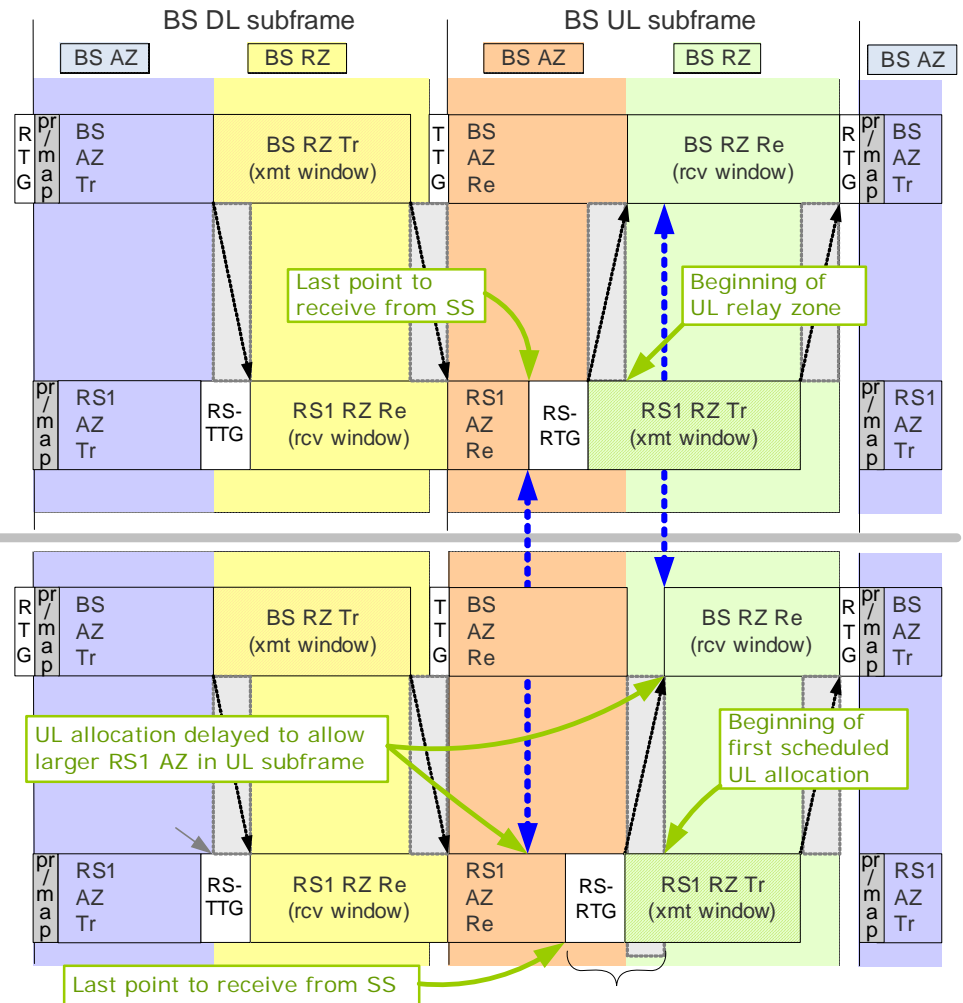 BS DL subframe
BS UL subframe
BS AZ
BS RZ
BS AZ
BS RZ
BS AZ
RTG
pr/map
BS
AZ
Tr
BS RZ Tr
(xmt window)
TTG
BS
AZ
Re
BS RZ Re
(rcv window)
RTG
pr/map
BS
AZ
Tr
Last point to
receive from SS
Beginning of
UL relay zone
pr/map
RS1
AZ
Tr
RS-
TTG
RS1 RZ Re
(rcv window)
RS1
AZ
Re
RS-
RTG
RS1 RZ Tr
(xmt window)
pr/map
RS1
AZ
Tr
RTG
pr/map
BS
AZ
Tr
BS RZ Tr
(xmt window)
TTG
BS
AZ
Re
BS RZ Re
(rcv window)
RTG
pr/map
BS
AZ
Tr
UL allocation delayed to allow
larger RS1 AZ in UL subframe
Beginning of
first scheduled
UL allocation
pr/map
RS1
AZ
Tr
RS-
TTG
RS1 RZ Re
(rcv window)
RS1
AZ
Re
RS-
RTG
RS1 RZ Tr
(xmt window)
pr/map
RS1
AZ
Tr
Last point to receive from SS